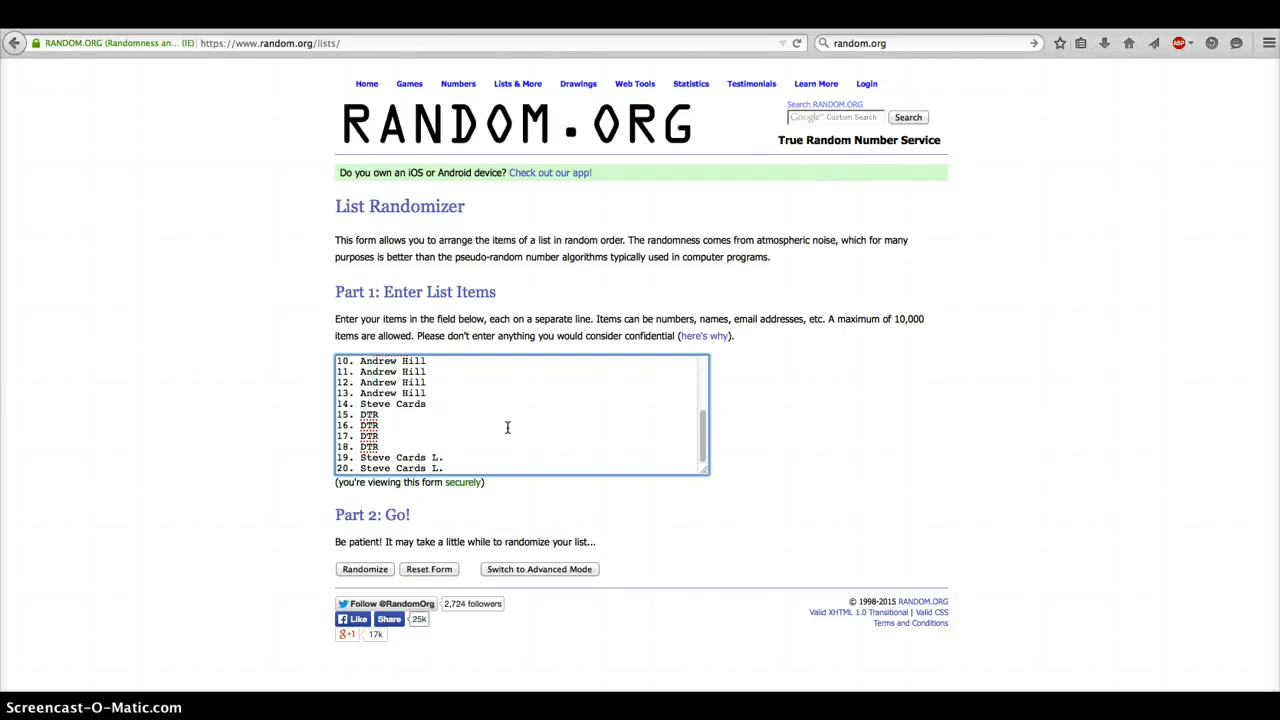 RANDOM.ORG (Randomness an... (IE) https://www.random.org/lists/ random.org ABP
Home Games Numbers Lists & More Drawings Web Tools Statistics Testimonials Learn More Login
RANDOM.ORG
Search RANDOM.ORG
Google™ Custom Search Search
True Random Number Service
Do you own an iOS or Android device? Check out our app!
List Randomizer
This form allows you to arrange the items of a list in random order. The randomness comes from atmospheric noise, which for many
purposes is better than the pseudo-random number algorithms typically used in computer programs.
Part 1: Enter List Items
Enter your items in the field below, each on a separate line. Items can be numbers, names, email addresses, etc. A maximum of 10,000
items are allowed. Please don't enter anything you would consider confidential (here's why).
10. Andrew Hill
11. Andrew Hill
12. Andrew Hill
13. Andrew Hill
14. Steve Cards
15. DTR
16. DTR
17. DTR
18. DTR
19. Steve Cards L.
20. Steve Cards L.
(you're viewing this form securely)
Part 2: Go!
Be patient! It may take a little while to randomize your list...
Randomize Reset Form Switch to Advanced Mode
Follow @RandomOrg 2,724 followers
Like Share 25k
g+1 17k
© 1998-2015 RANDOM.ORG
Valid XHTML 1.0 Transitional | Valid CSS
Terms and Conditions
Screencast-O-Matic.com